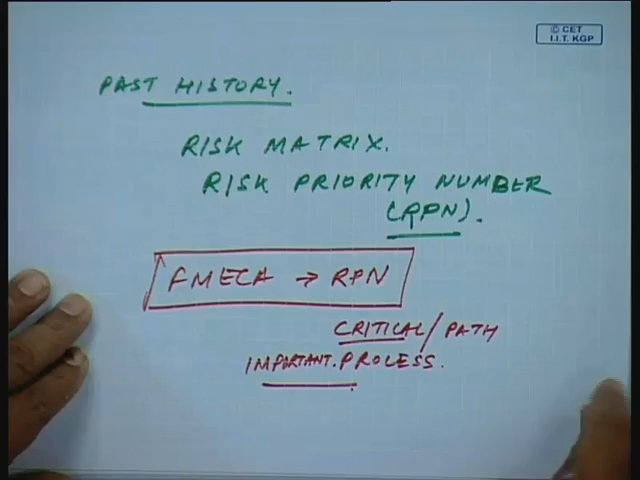 © CET
I.I.T. KGP
PAST HISTORY.
RISK MATRIX.
RISK PRIORITY NUMBER
(RPN).
FMECA → RPN
CRITICAL/PATH
IMPORTANT. PROCESS.